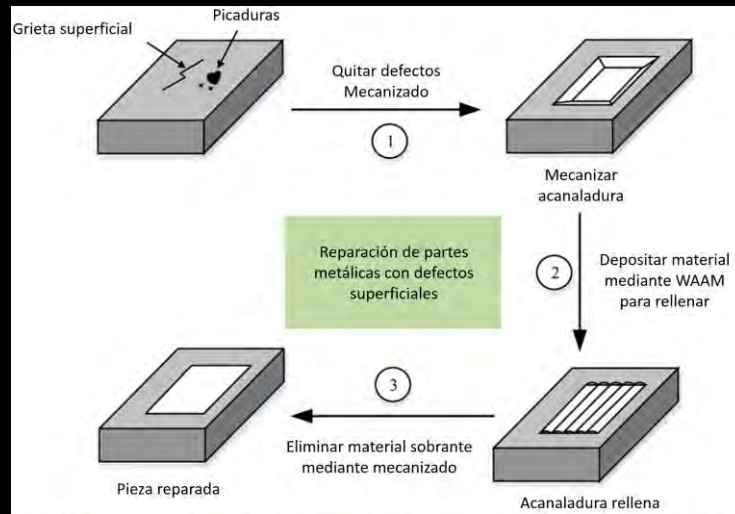 Grieta superficial
Picaduras
Quitar defectos
Mecanizado
1
Mecanizar
acanaladura
Reparación de partes
metálicas con defectos
superficiales
2
Depositar material
mediante WAAM
para rellenar
3
Eliminar material sobrante
mediante mecanizado
Pieza reparada
Acanaladura rellena